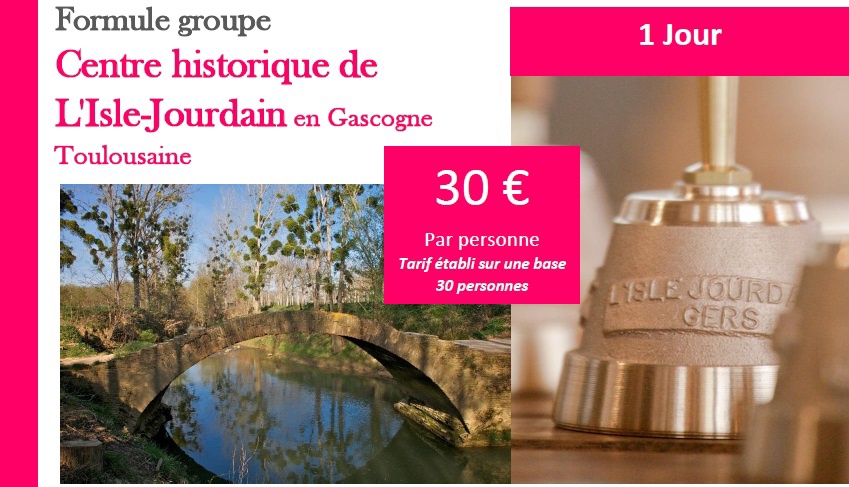 Formule groupe
Centre historique de
L'Isle-Jourdain en Gascogne
Toulousaine
1 Jour
30 €
Par personne
Tarif établi sur une base
30 personnes
L'ISLE JOURDA
GERS